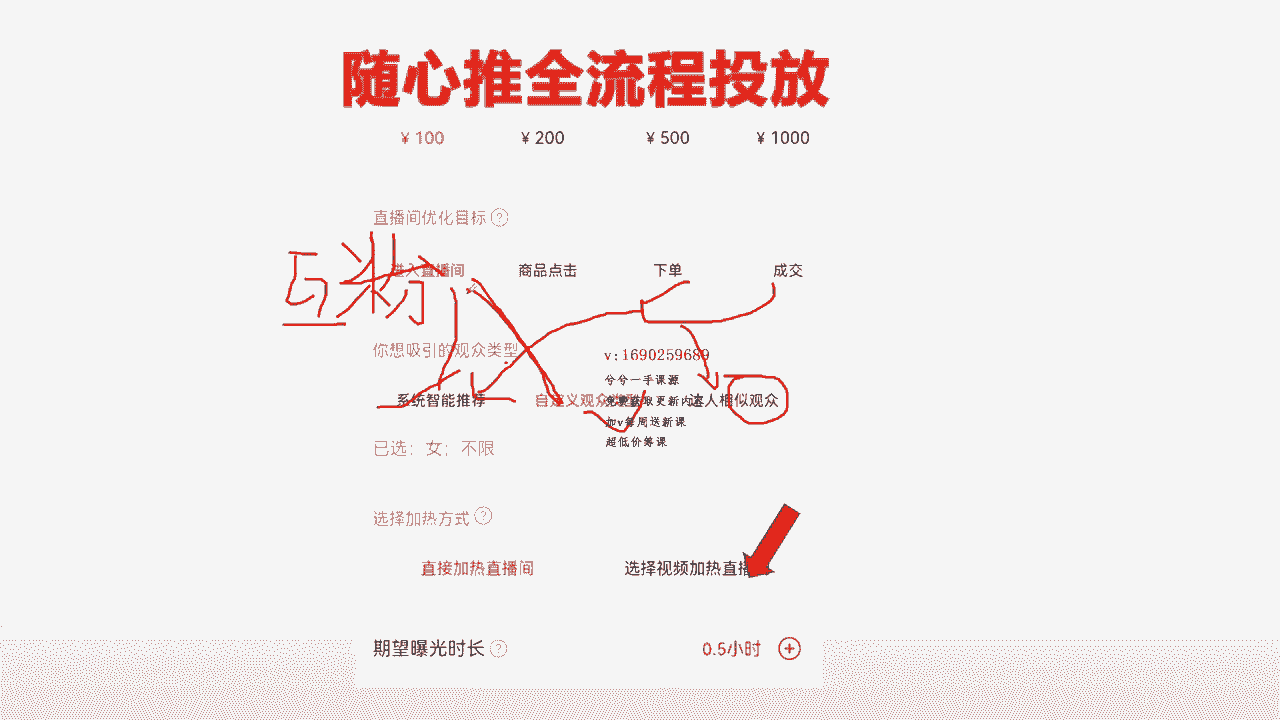 随心推全流程投放
¥ 100 ¥ 200 ¥ 500 ¥ 1000
直播间优化目标 ?
互粉
进入直播间 商品点击 下单 成交
你想吸引的观众类型
v:1690259689
兮兮一手课源
系统智能推荐 自定义观众类型 达人相似观众
免费获取更新内容
加v每周送新课
已选：女；不限
超低价筹课
选择加热方式 ?
直接加热直播间 选择视频加热直播
期望曝光时长 ? 0.5小时 +